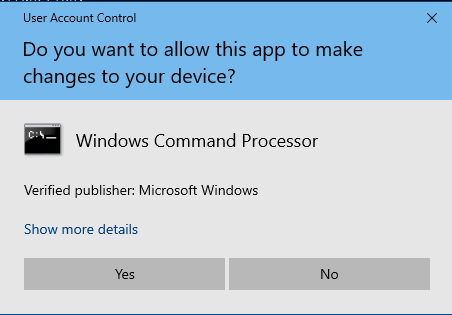 User Account Control
Do you want to allow this app to make
changes to your device?
C:\_
Windows Command Processor
Verified publisher: Microsoft Windows
Show more details
Yes
No